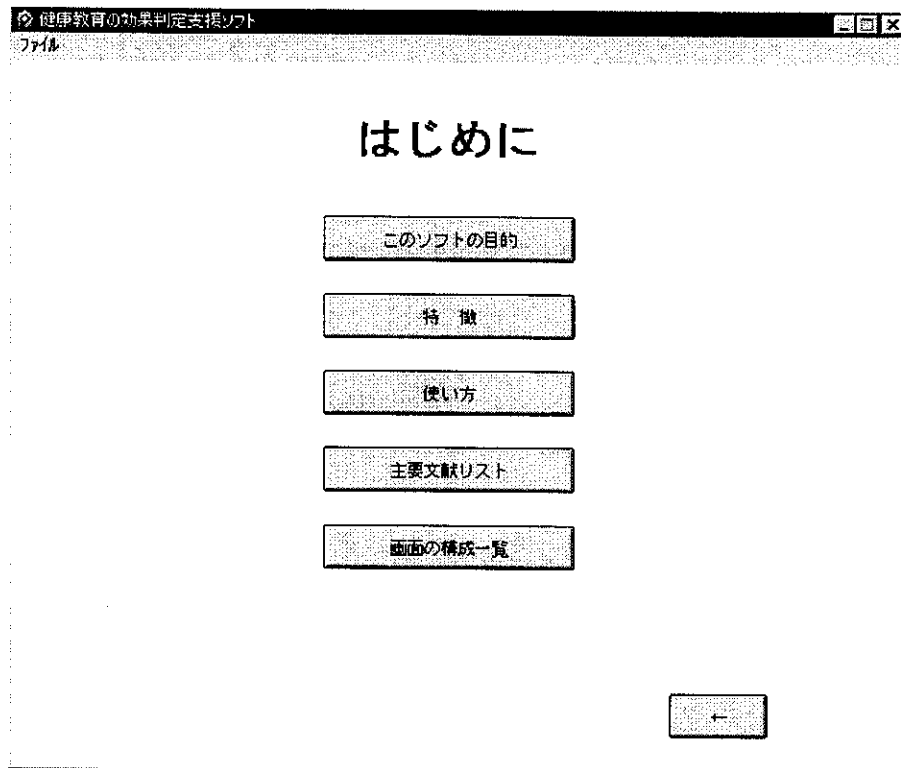 健康教育の効果判定支援ソフト
ファイル
はじめに
このソフトの目的
特 徴
使い方
主要文献リスト
画面の構成一覧
←